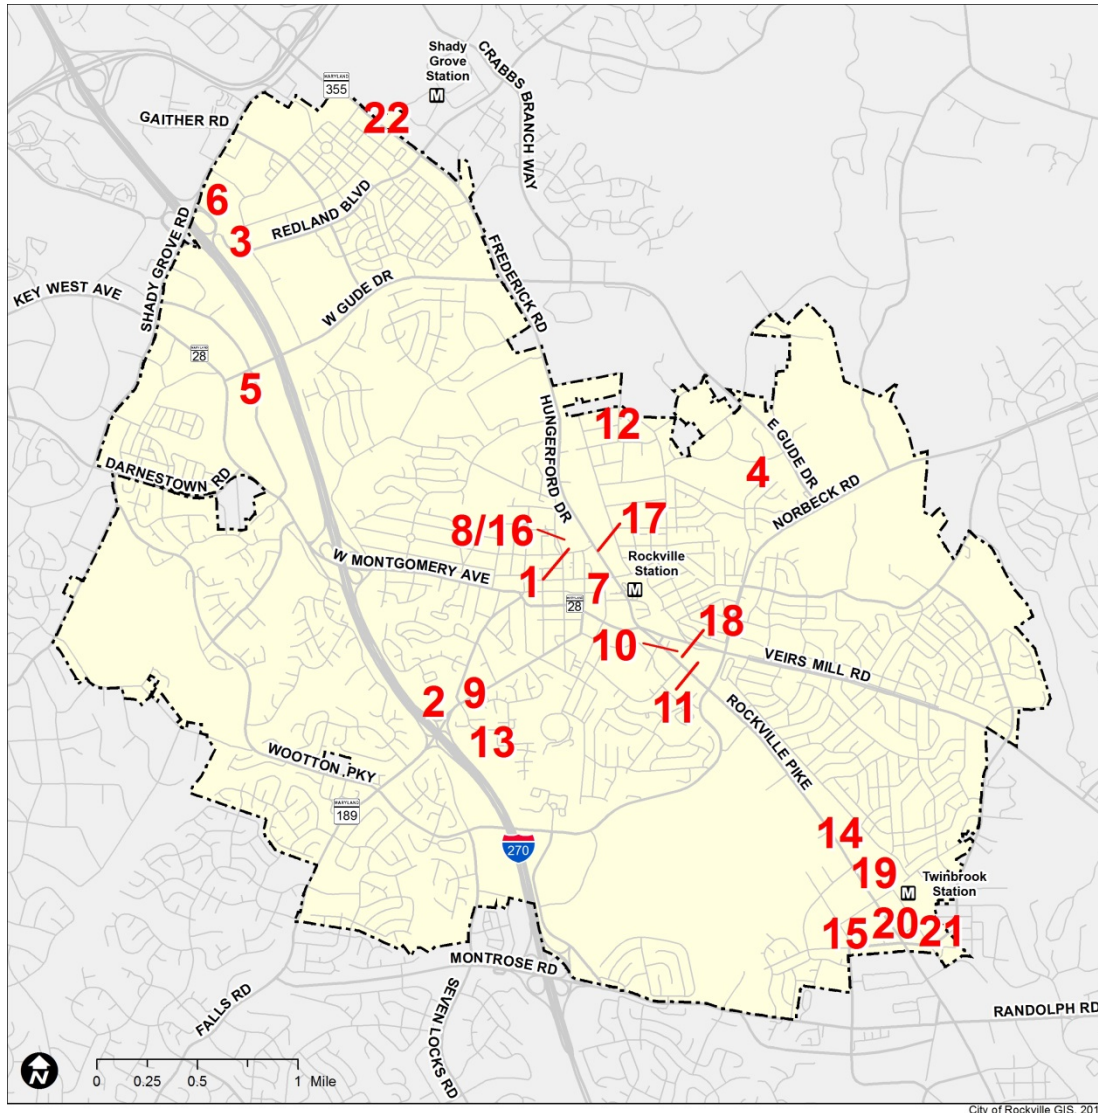 Shady
Grove
Station
CRABBS BRANCH WAY
MARYLAND
355
GAITHER RD
22
6
3
REDLAND BLVD
SHADY GROVE RD
FREDERICK RD
KEY WEST AVE
W GUDE DR
MARYLAND
28
5
HUNGERFORD DR
12
E GUDE DR
4
DARNESTOWN RD
NORBECK RD
8/16
17
W MONTGOMERY AVE
1
Rockville
Station
7
MARYLAND
28
18
10
VEIRS MILL RD
2
9
11
13
ROCKVILLE PIKE
WOOTTON PKY
MARYLAND
189
14
270
19
Twinbrook
Station
15
20
21
MONTROSE RD
FALLS RD
SEVEN LOCKS RD
RANDOLPH RD
N
0 0.25 0.5 1 Mile
City of Rockville GIS, 201